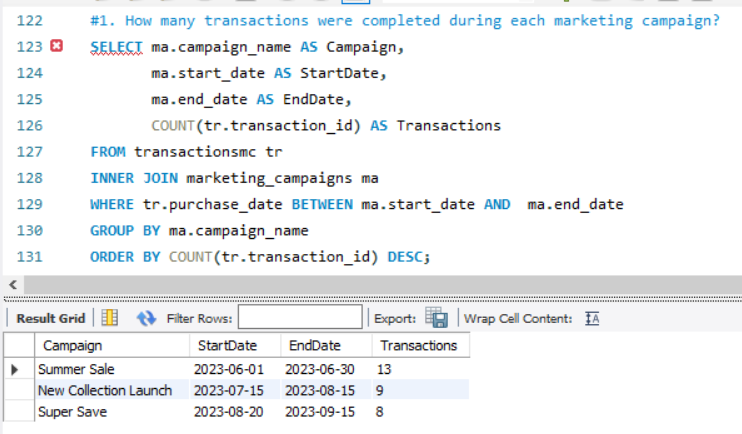 122 #1. How many transactions were completed during each marketing campaign?
123 SELECT ma.campaign_name AS Campaign,
124 ma.start_date AS StartDate,
125 ma.end_date AS EndDate,
126 COUNT(tr.transaction_id) AS Transactions
127 FROM transactionsmc tr
128 INNER JOIN marketing_campaigns ma
129 WHERE tr.purchase_date BETWEEN ma.start_date AND  ma.end_date
130 GROUP BY ma.campaign_name
131 ORDER BY COUNT(tr.transaction_id) DESC;
Result Grid Filter Rows: Export: Wrap Cell Content:
Campaign StartDate EndDate Transactions
Summer Sale 2023-06-01 2023-06-30 13
New Collection Launch 2023-07-15 2023-08-15 9
Super Save 2023-08-20 2023-09-15 8